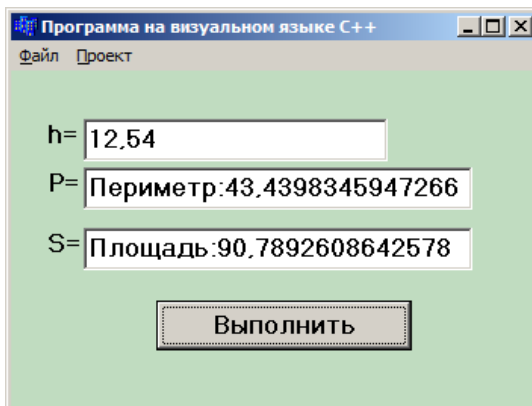 Программа на визуальном языке C++
Файл Проект
h= 12,54
P= Периметр:43,4398345947266
S= Площадь:90,7892608642578
Выполнить